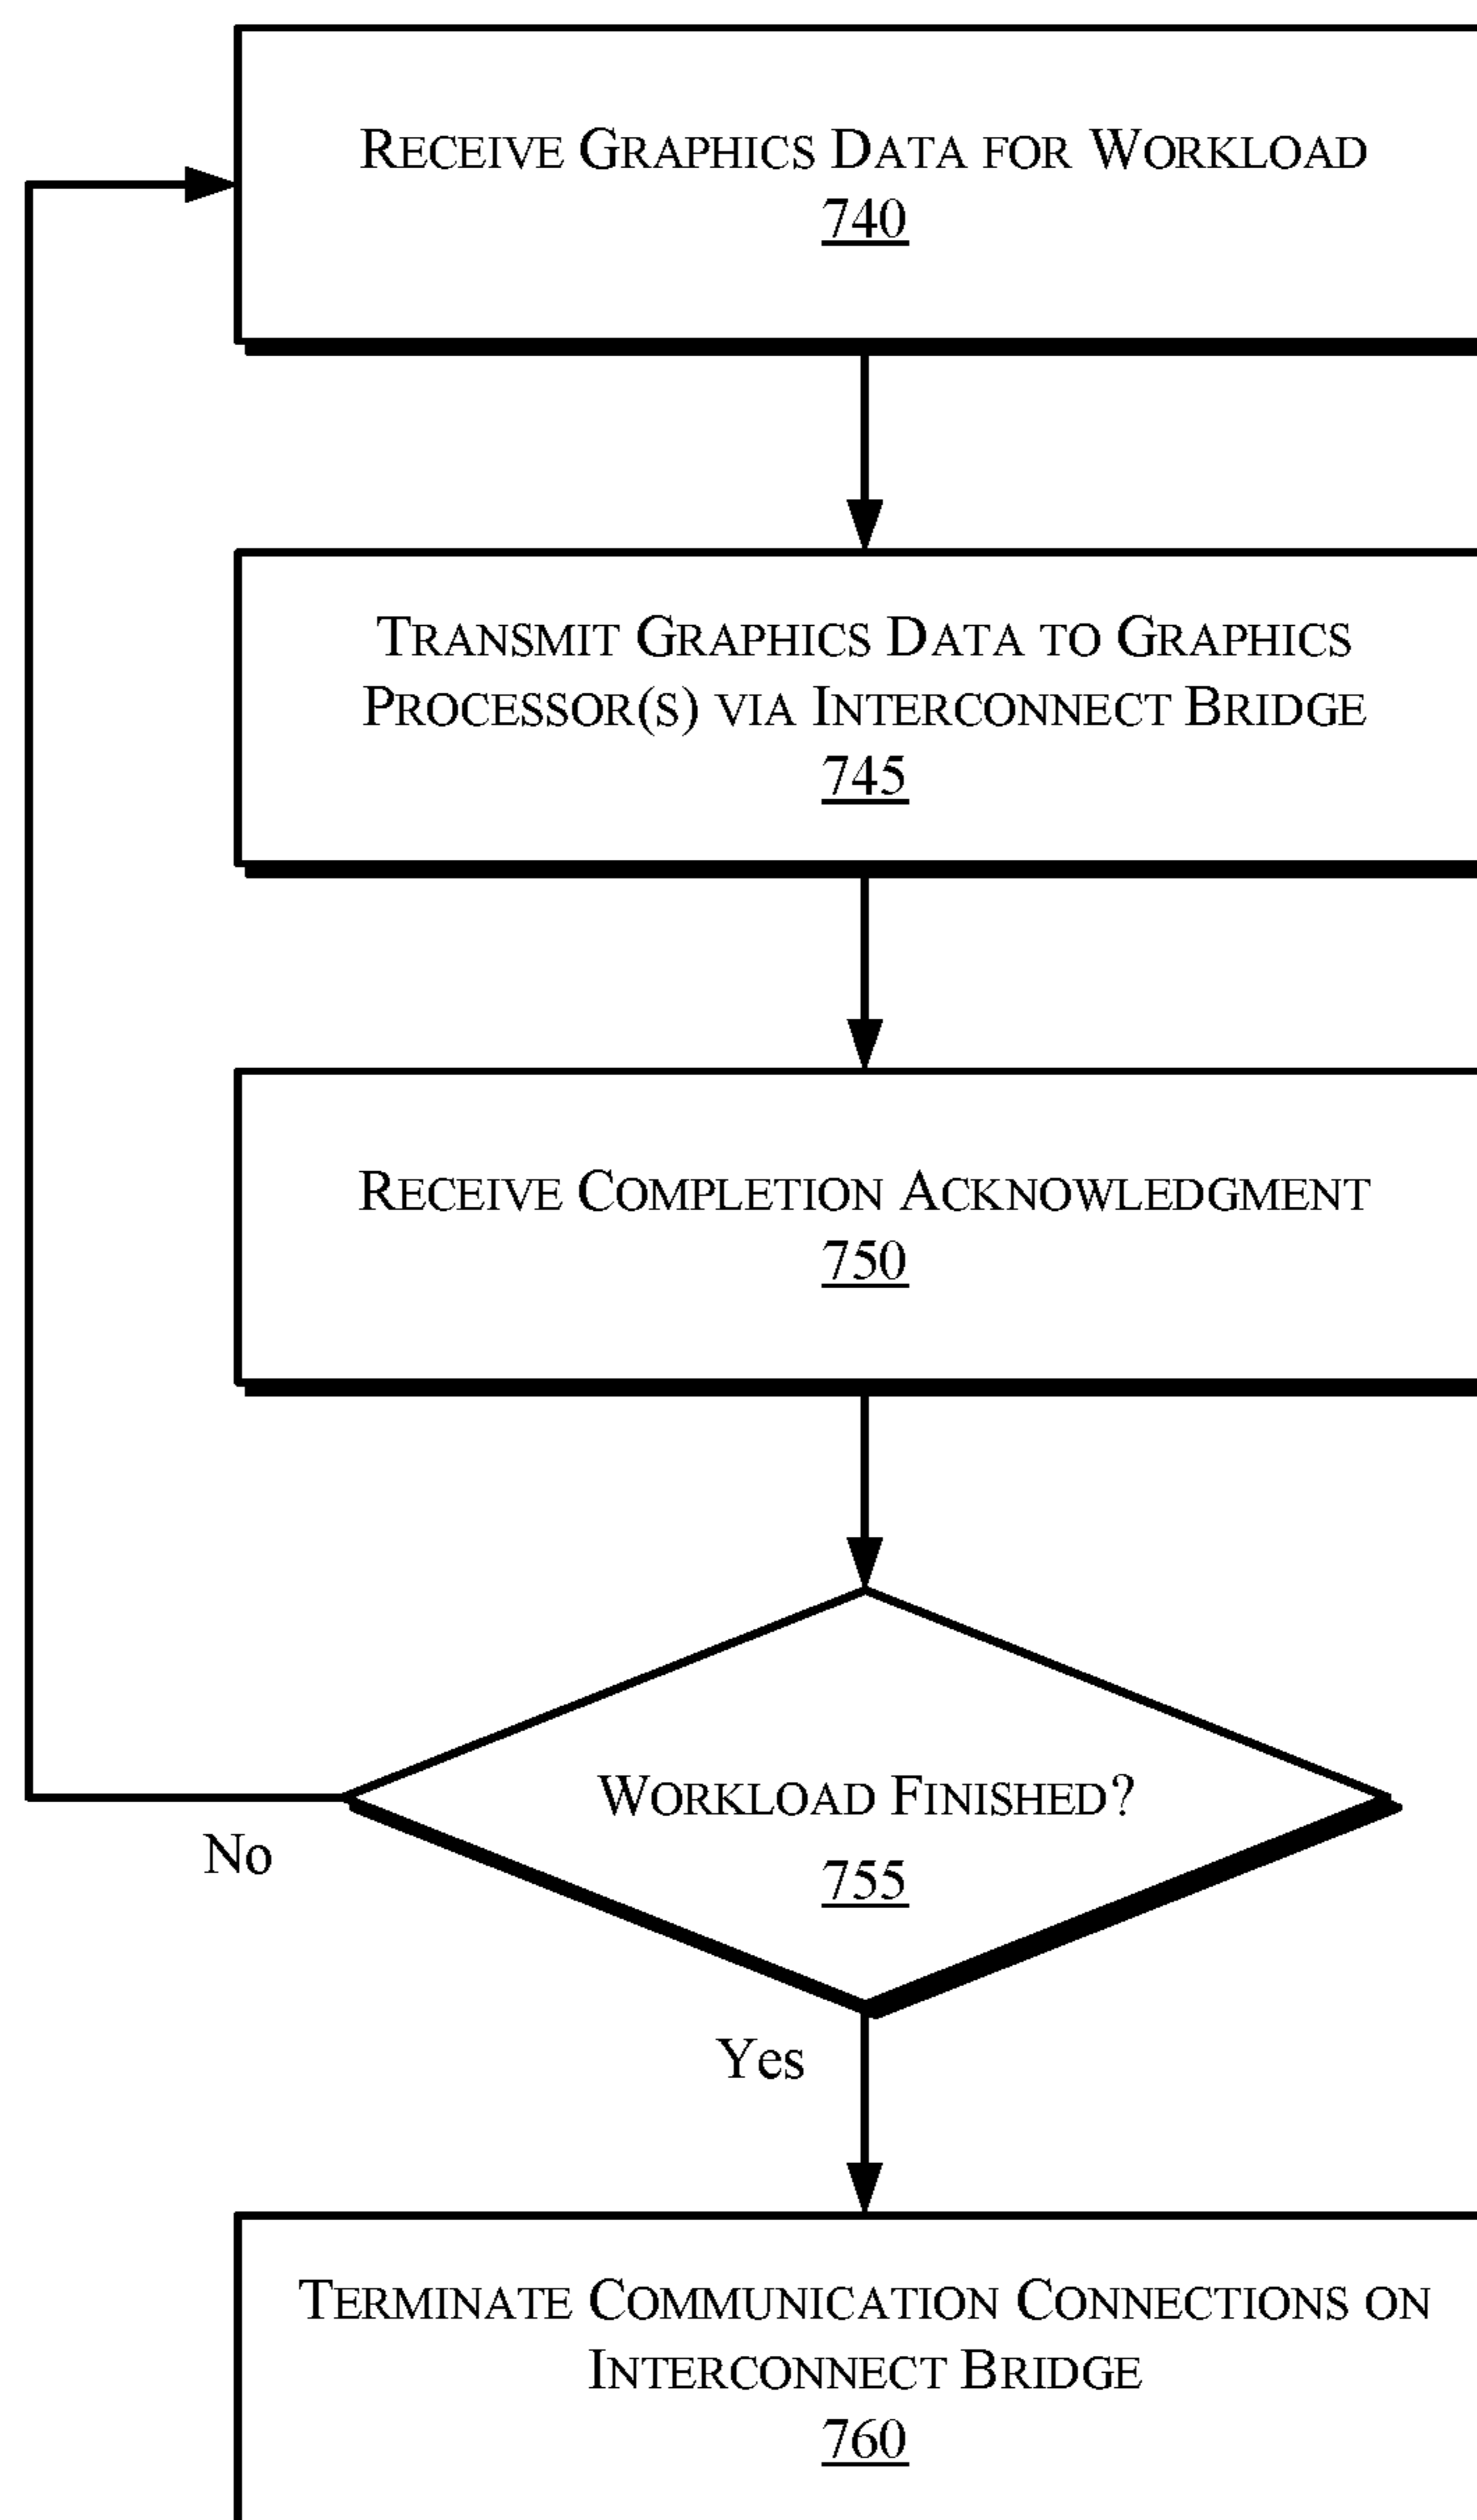 Receive Graphics Data for Workload
740
Transmit Graphics Data to Graphics
Processor(s) via Interconnect Bridge
745
Receive Completion Acknowledgment
750
Workload Finished?
755
No
Yes
Terminate Communication Connections on
Interconnect Bridge
760